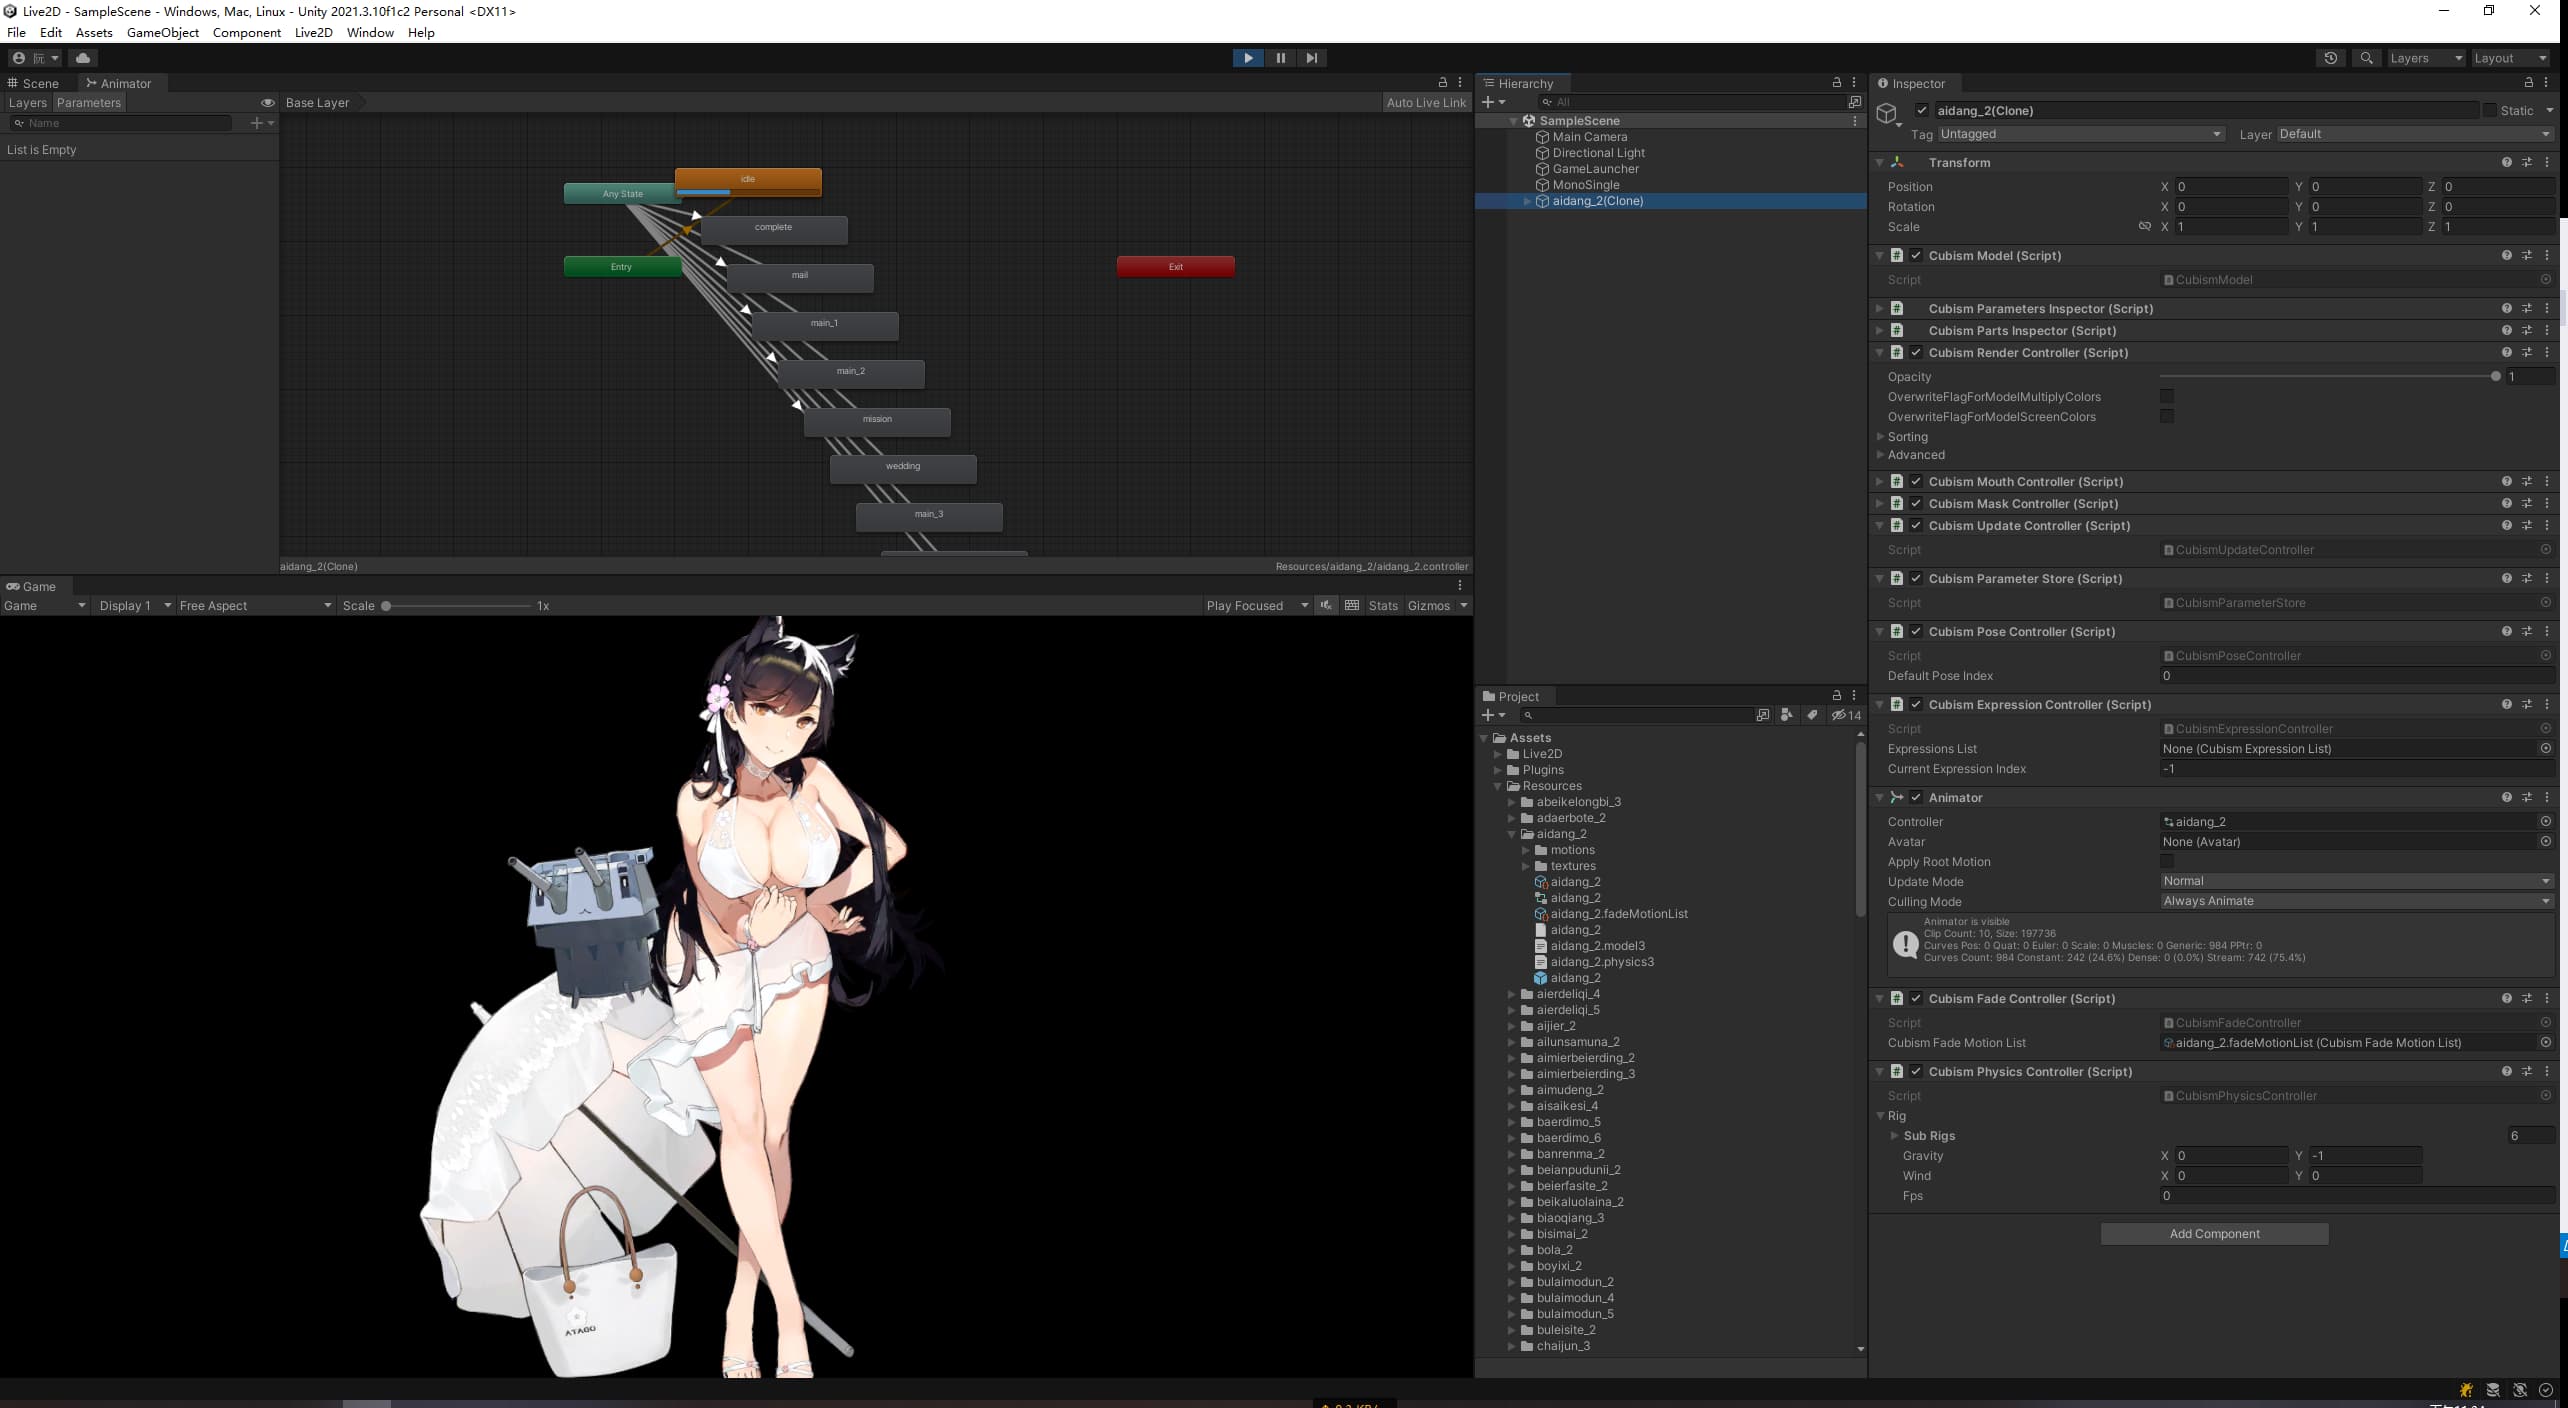 Live2D - SampleScene - Windows, Mac, Linux - Unity 2021.3.10f1c2 Personal <DX11>
File Edit Assets GameObject Component Live2D Window Help
Layers Layout
Scene Animator
Layers Parameters Base Layer Auto Live Link
Name
List is Empty
idle
Any State
complete
Entry
mail
Exit
main_1
main_2
mission
wedding
main_3
aidang_2(Clone) Resources/aidang_2/aidang_2.controller
Game
Game Display 1 Free Aspect Scale 1x Play Focused Stats Gizmos
ATAGO
Hierarchy
All
SampleScene
Main Camera
Directional Light
GameLauncher
MonoSingle
aidang_2(Clone)
Project
14
Assets
Live2D
Plugins
Resources
abeikelongbi_3
adaerbote_2
aidang_2
motions
textures
aidang_2
aidang_2
aidang_2.fadeMotionList
aidang_2
aidang_2.model3
aidang_2.physics3
aidang_2
aierdeliqi_4
aierdeliqi_5
aijier_2
ailunsamuna_2
aimierbeierding_2
aimierbeierding_3
aimudeng_2
aisaikesi_4
baerdimo_5
baerdimo_6
banrenma_2
beianpudunii_2
beierfasite_2
beikaluolaina_2
biaoqiang_3
bisimai_2
bola_2
boyixi_2
bulaimodun_2
bulaimodun_4
bulaimodun_5
buleisite_2
chaijun_3
Inspector
aidang_2(Clone) Static
Tag Untagged Layer Default
Transform
Position X 0 Y 0 Z 0
Rotation X 0 Y 0 Z 0
Scale X 1 Y 1 Z 1
Cubism Model (Script)
Script CubismModel
Cubism Parameters Inspector (Script)
Cubism Parts Inspector (Script)
Cubism Render Controller (Script)
Opacity 1
OverwriteFlagForModelMultiplyColors
OverwriteFlagForModelScreenColors
Sorting
Advanced
Cubism Mouth Controller (Script)
Cubism Mask Controller (Script)
Cubism Update Controller (Script)
Script CubismUpdateController
Cubism Parameter Store (Script)
Script CubismParameterStore
Cubism Pose Controller (Script)
Script CubismPoseController
Default Pose Index 0
Cubism Expression Controller (Script)
Script CubismExpressionController
Expressions List None (Cubism Expression List)
Current Expression Index -1
Animator
Controller aidang_2
Avatar None (Avatar)
Apply Root Motion
Update Mode Normal
Culling Mode Always Animate
Animator is visible
Clip Count: 10, Size: 197736
Curves Pos: 0 Quat: 0 Euler: 0 Scale: 0 Muscles: 0 Generic: 984 PPtr: 0
Curves Count: 984 Constant: 242 (24.6%) Dense: 0 (0.0%) Stream: 742 (75.4%)
Cubism Fade Controller (Script)
Script CubismFadeController
Cubism Fade Motion List aidang_2.fadeMotionList (Cubism Fade Motion List)
Cubism Physics Controller (Script)
Script CubismPhysicsController
Rig
Sub Rigs 6
Gravity X 0 Y -1
Wind X 0 Y 0
Fps 0
Add Component